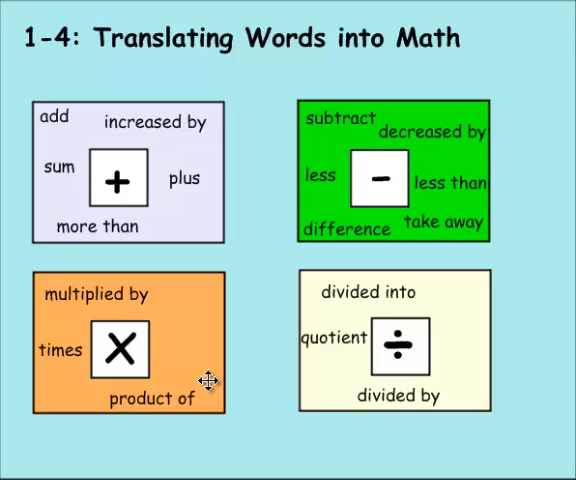 1-4: Translating Words into Math
add
increased by
sum
+
plus
more than
subtract
decreased by
less
-
less than
difference
take away
multiplied by
times
X
product of
divided into
quotient
÷
divided by